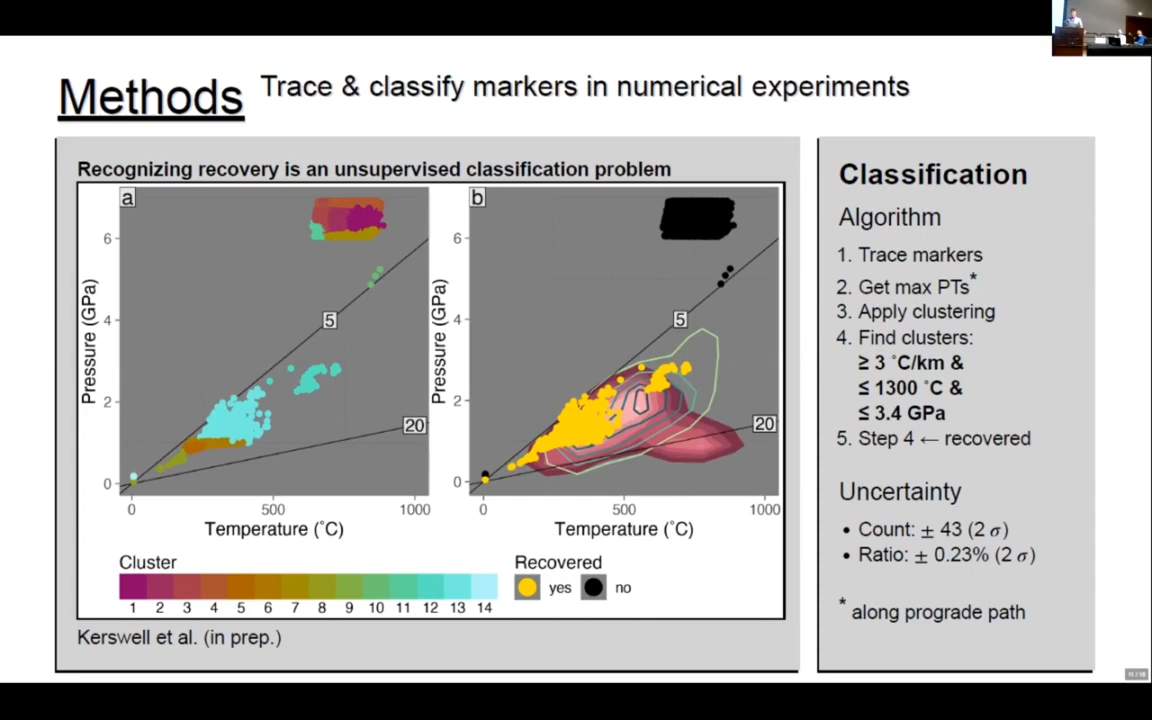 Methods Trace & classify markers in numerical experiments
Recognizing recovery is an unsupervised classification problem
a
6
4
2
0
Pressure (GPa)
5
20
0 500 1000
Temperature (˚C)
b
6
4
2
0
Pressure (GPa)
5
20
0 500 1000
Temperature (˚C)
Cluster
1 2 3 4 5 6 7 8 9 10 11 12 13 14
Recovered
yes no
Kerswell et al. (in prep.)
Classification
Algorithm
1. Trace markers
2. Get max PTs*
3. Apply clustering
4. Find clusters:
≥ 3 ˚C/km &
≤ 1300 ˚C &
≤ 3.4 GPa
5. Step 4 ← recovered
Uncertainty
• Count: ± 43 (2 σ)
• Ratio: ± 0.23% (2 σ)
* along prograde path
11 / 18